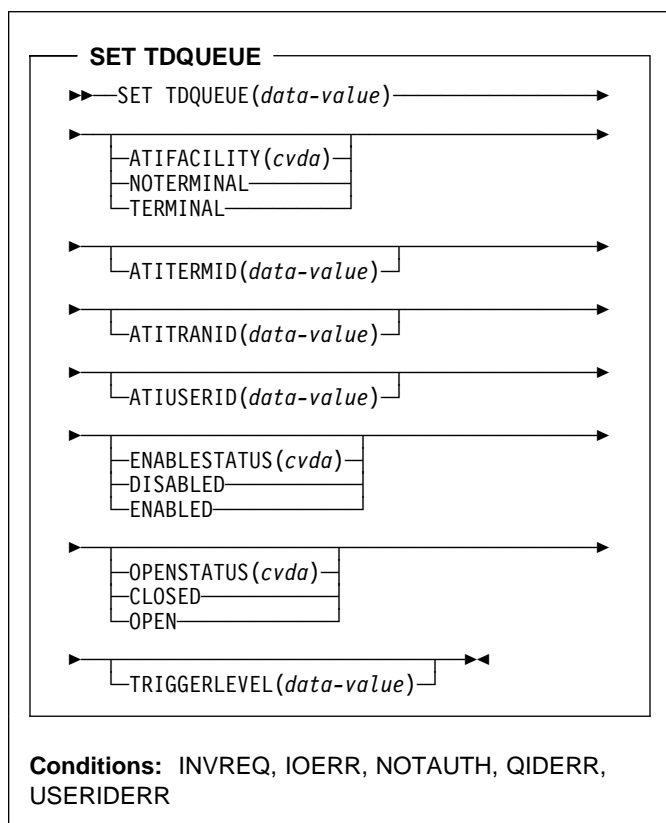 SET TDQUEUE
SET TDQUEUE(data-value)
ATIFACILITY(cvda)
NOTERMINAL
TERMINAL
ATITERMID(data-value)
ATITRANID(data-value)
ATIUSERID(data-value)
ENABLESTATUS(cvda)
DISABLED
ENABLED
OPENSTATUS(cvda)
CLOSED
OPEN
TRIGGERLEVEL(data-value)
Conditions: INVREQ, IOERR, NOTAUTH, QIDERR,
USERIDERR